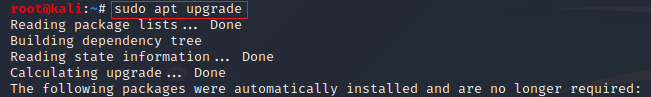 root@kali:~# sudo apt upgrade
Reading package lists... Done
Building dependency tree
Reading state information... Done
Calculating upgrade... Done
The following packages were automatically installed and are no longer required: